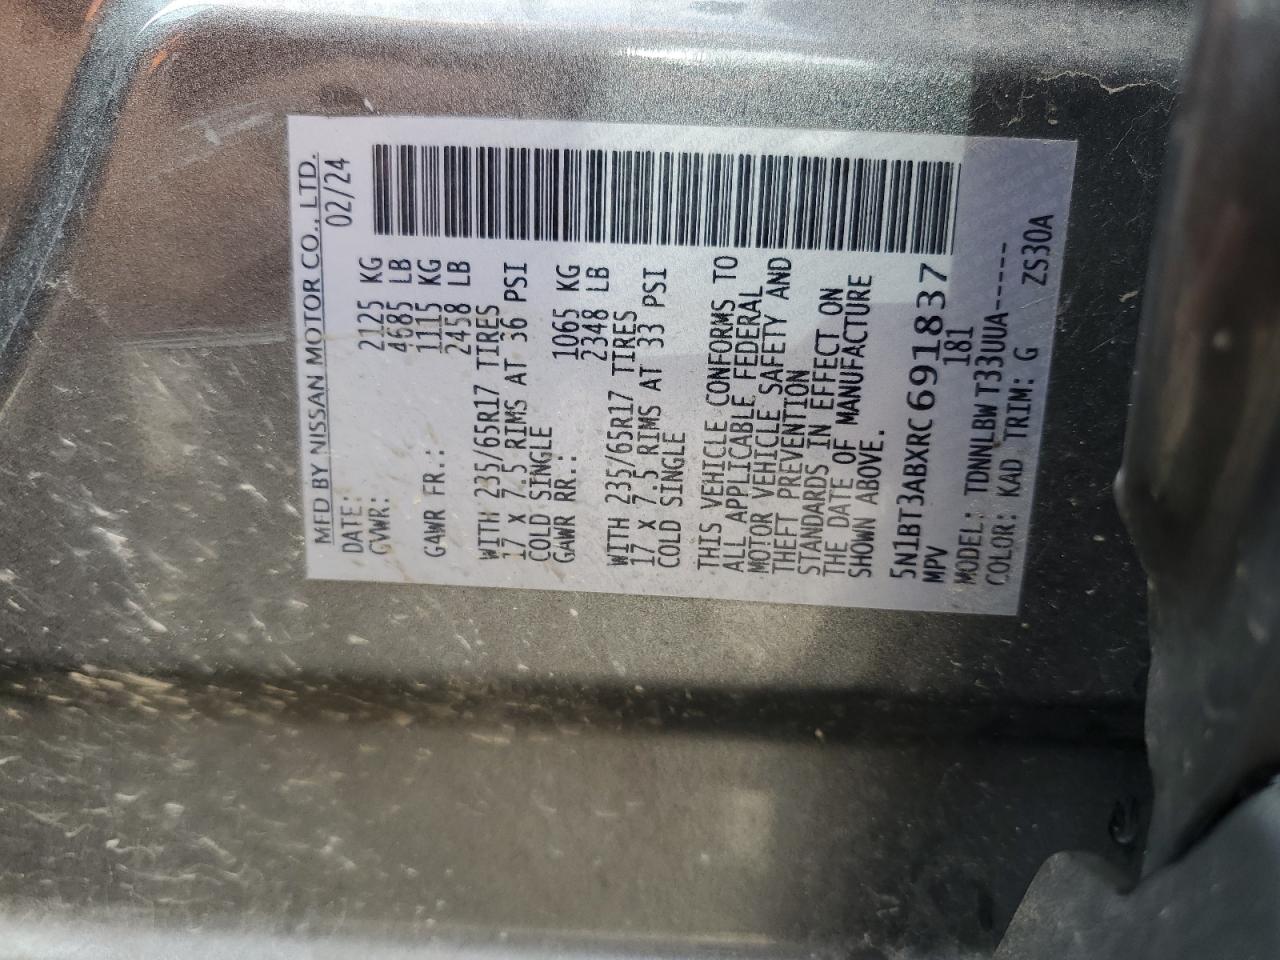 MFD BY NISSAN MOTOR CO., LTD.
DATE: 02/24
GVWR: 2125 KG
4685 LB
GAWR FR.: 1115 KG
2458 LB
WITH 235/65R17 TIRES
17 X 7.5 RIMS AT 36 PSI
COLD SINGLE
GAWR RR.: 1065 KG
2348 LB
WITH 235/65R17 TIRES
17 X 7.5 RIMS AT 33 PSI
COLD SINGLE
THIS VEHICLE CONFORMS TO
ALL APPLICABLE FEDERAL
MOTOR VEHICLE SAFETY AND
THEFT PREVENTION
STANDARDS IN EFFECT ON
THE DATE OF MANUFACTURE
SHOWN ABOVE.
5N1BT3ABXRC691837
MPV 181
MODEL: TDNNLBW T33UUA-----
COLOR: KAD TRIM: G ZS30A